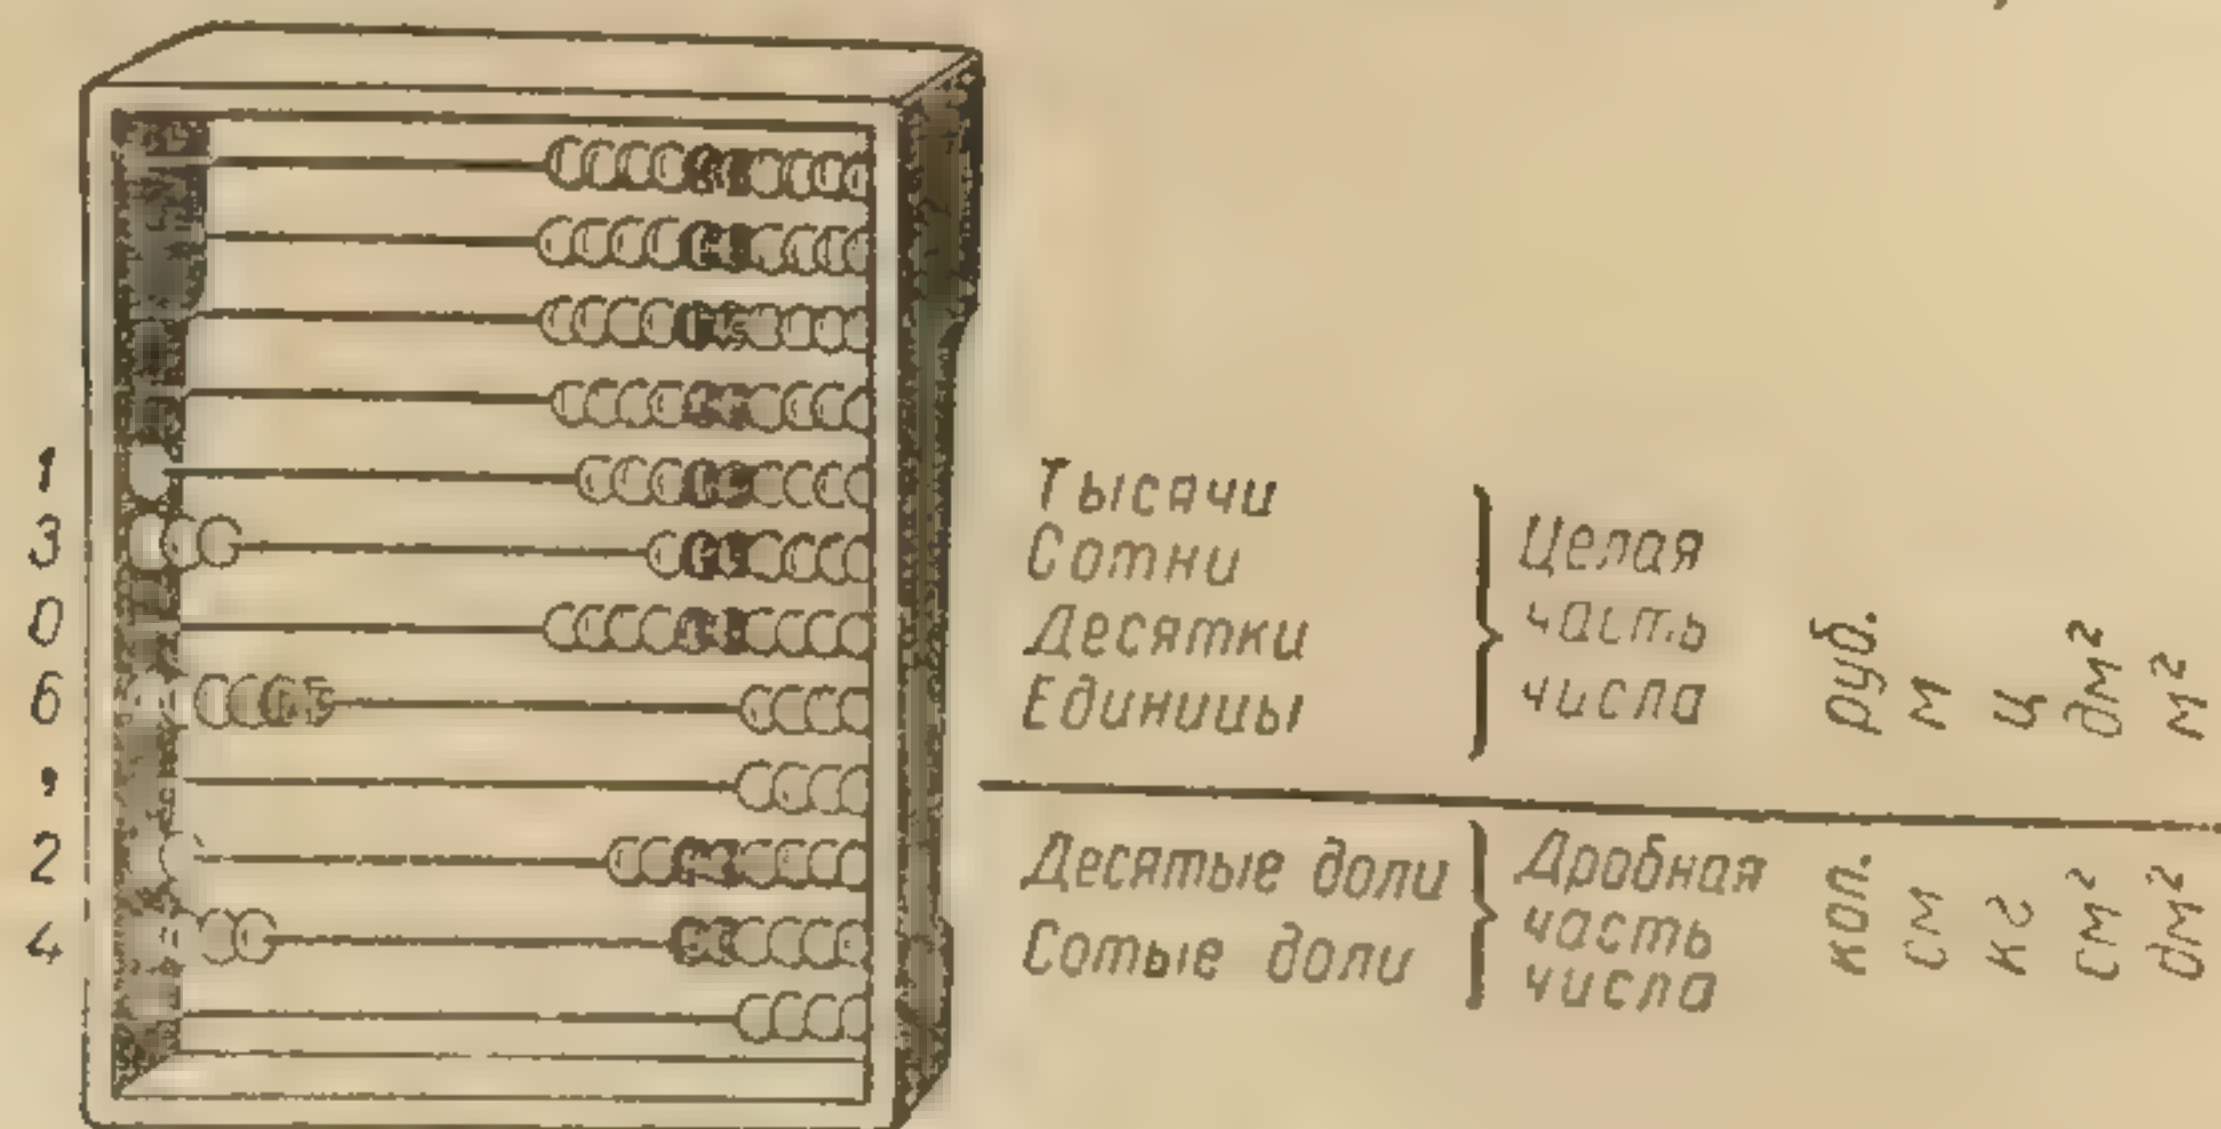 1
3
0
6
,
2
4
Тысячи
Сотни
Десятки
Единицы
Целая
часть
числа
руб.
м
ц
дм²
м²
Десятые доли
Сотые доли
Дробная
часть
числа
коп.
см
кг
см²
дм²